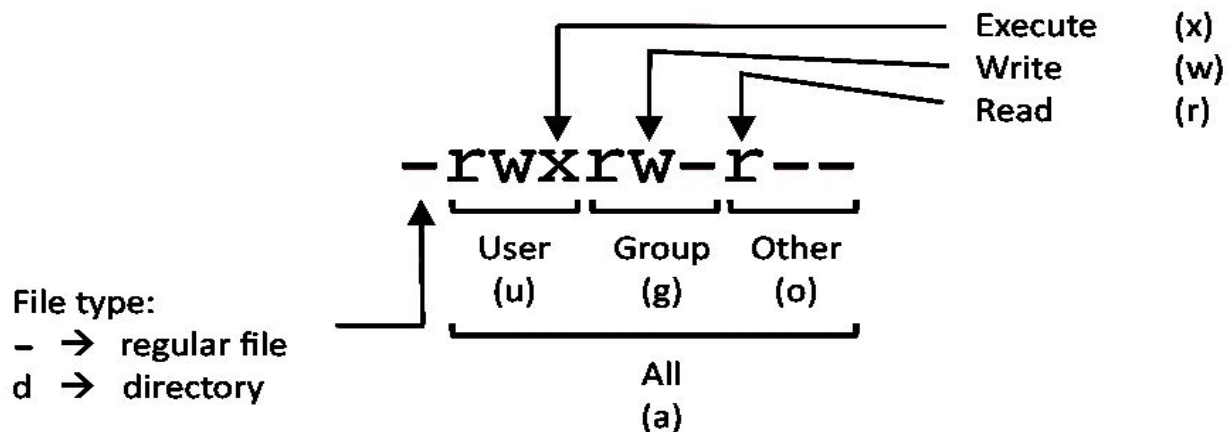 Execute (x)
Write (w)
Read (r)
-rwxrw-r--
User Group Other
(u) (g) (o)
File type:
- → regular file
d → directory
All
(a)